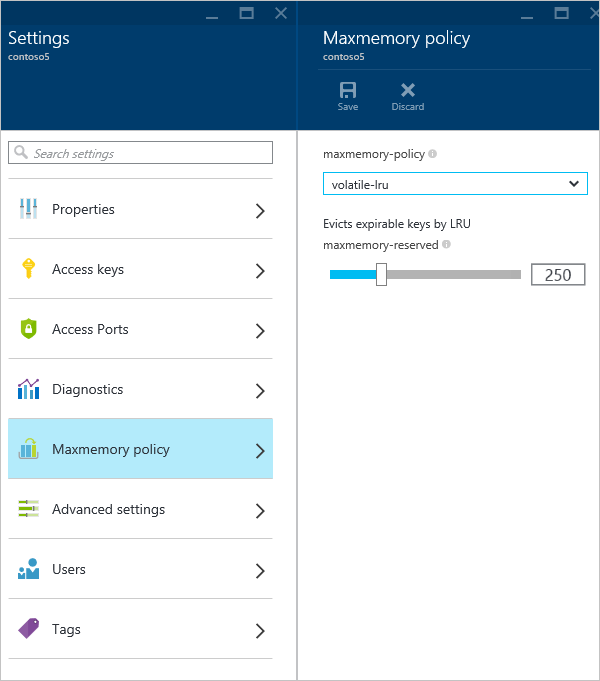 Settings
contoso5
Search settings
Properties
Access keys
Access Ports
Diagnostics
Maxmemory policy
Advanced settings
Users
Tags
Maxmemory policy
contoso5
Save
Discard
maxmemory-policy
volatile-lru
Evicts expirable keys by LRU
maxmemory-reserved
250